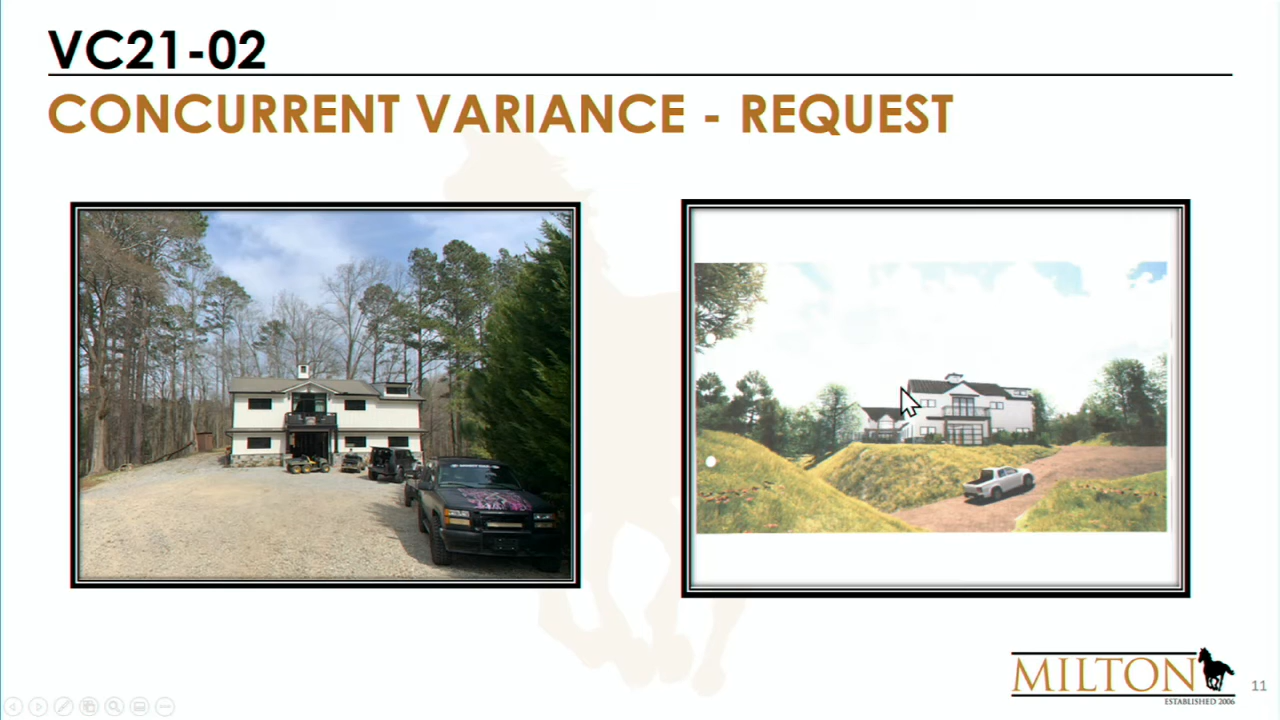 VC21-02
CONCURRENT VARIANCE - REQUEST
MILTON
ESTABLISHED 2006
11